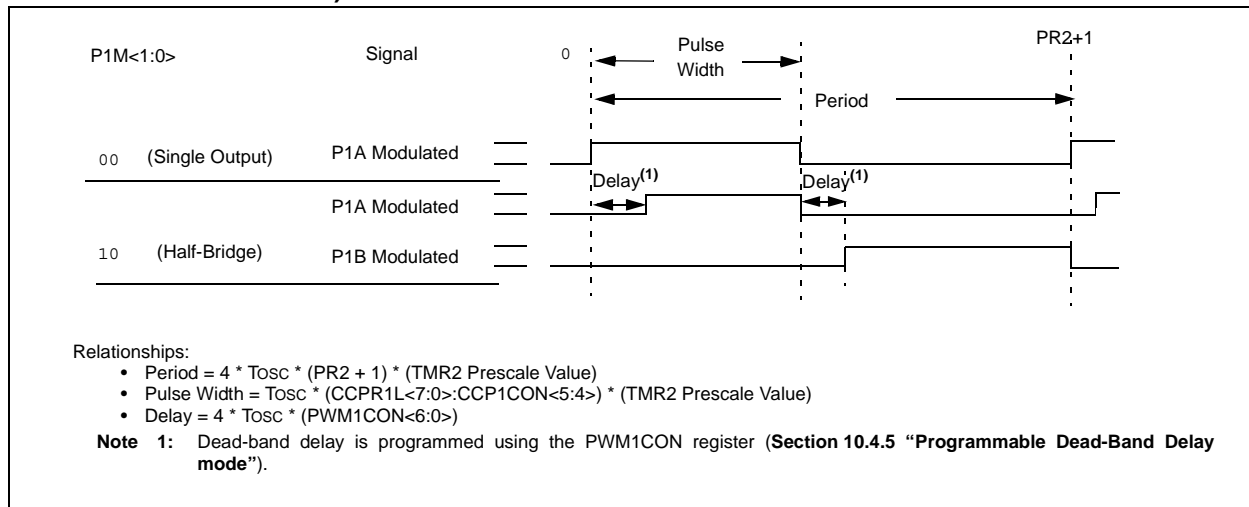 P1M<1:0> Signal 0 Pulse Width PR2+1
Period
00 (Single Output) P1A Modulated
Delay(1) Delay(1)
P1A Modulated
10 (Half-Bridge) P1B Modulated
Relationships:
• Period = 4 * TOSC * (PR2 + 1) * (TMR2 Prescale Value)
• Pulse Width = TOSC * (CCPR1L<7:0>:CCP1CON<5:4>) * (TMR2 Prescale Value)
• Delay = 4 * TOSC * (PWM1CON<6:0>)
Note 1: Dead-band delay is programmed using the PWM1CON register (Section 10.4.5 “Programmable Dead-Band Delay
mode”).